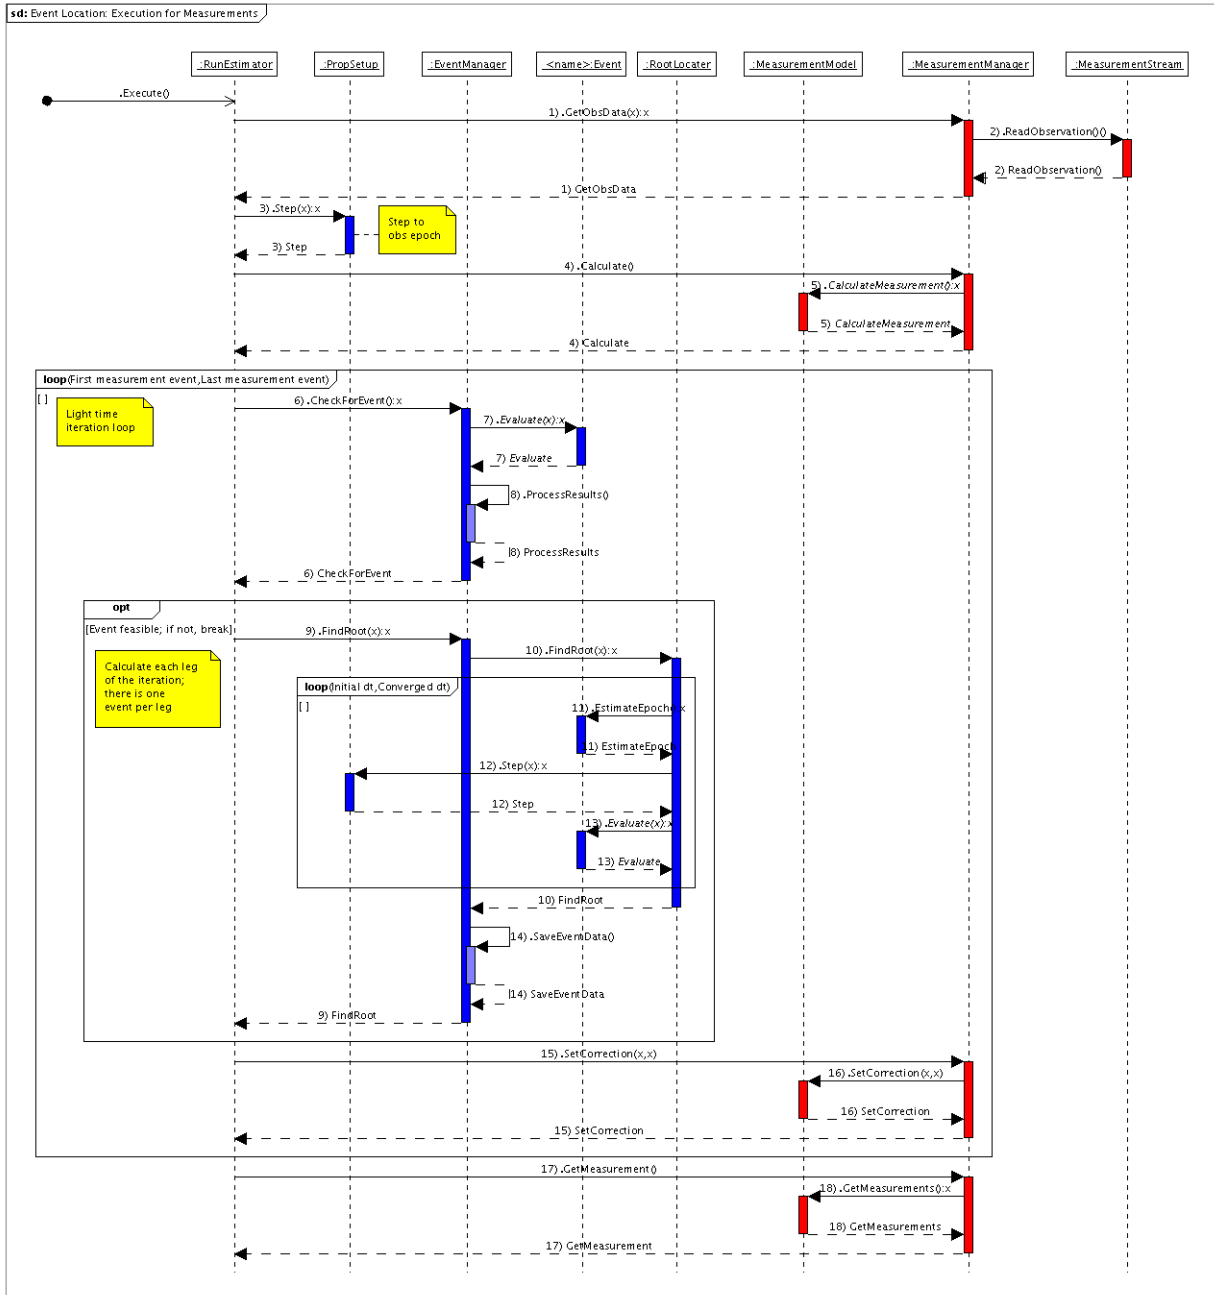 sd: Event Location: Execution for Measurements
:RunEstimator
:PropSetup
:EventManager
<name>:Event
:RootLocater
:MeasurementModel
:MeasurementManager
:MeasurementStream
.Execute()
1) .GetObsData(x): x
2) .ReadObservation()()
2) ReadObservation()
1) GetObsData
3) .Step(x): x
Step to
obs epoch
3) Step
4) .Calculate()
5) .CalculateMeasurement(): x
5) CalculateMeasurement
4) Calculate
loop(First measurement event,Last measurement event)
[ ]
Light time
iteration loop
6) .CheckForEvent(): x
7) .Evaluate(x): x
7) Evaluate
8) .ProcessResults()
8) ProcessResults
6) CheckForEvent
opt
[Event feasible; if not, break]
9) .FindRoot(x): x
Calculate each leg
of the iteration;
there is one
event per leg
10) .FindRoot(x): x
loop(Initial dt,Converged dt)
[ ]
11) .EstimateEpoch(): x
11) EstimateEpoch
12) .Step(x): x
12) Step
13) .Evaluate(x): x
13) Evaluate
10) FindRoot
14) .SaveEventData()
14) SaveEventData
9) FindRoot
15) .SetCorrection(x,x)
16) .SetCorrection(x,x)
16) SetCorrection
15) SetCorrection
17) .GetMeasurement()
18) .GetMeasurements(): x
18) GetMeasurements
17) GetMeasurement